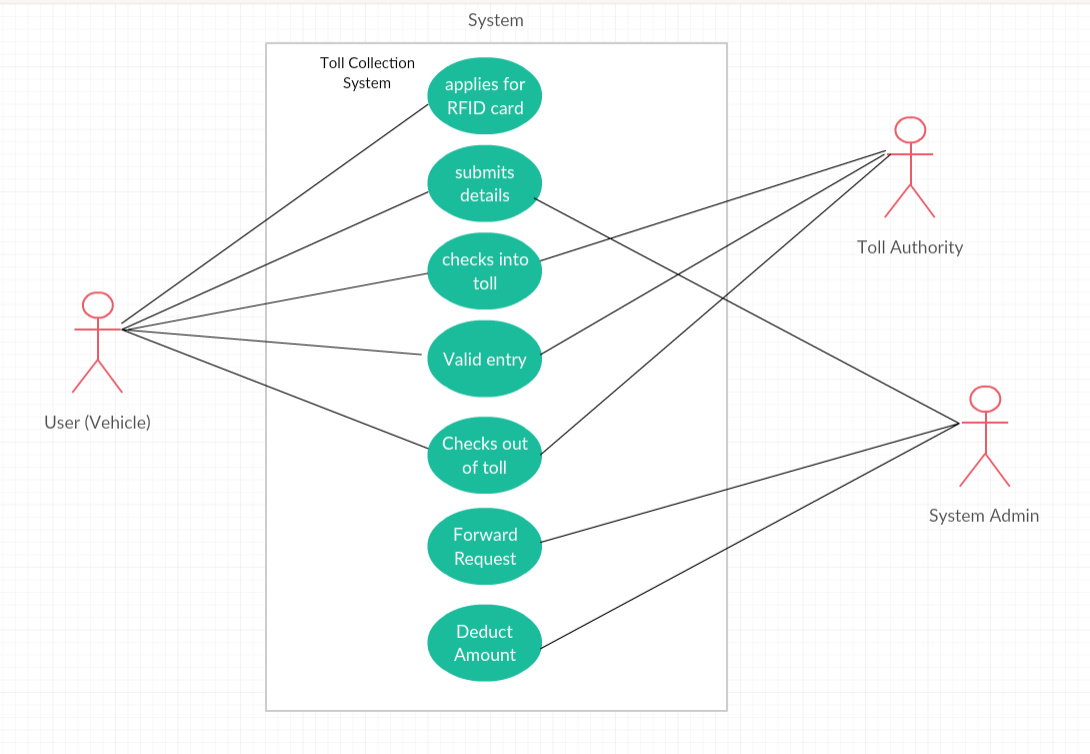 System
Toll Collection
System
applies for
RFID card
submits
details
checks into
toll
Valid entry
Checks out
of toll
Forward
Request
Deduct
Amount
User (Vehicle)
Toll Authority
System Admin